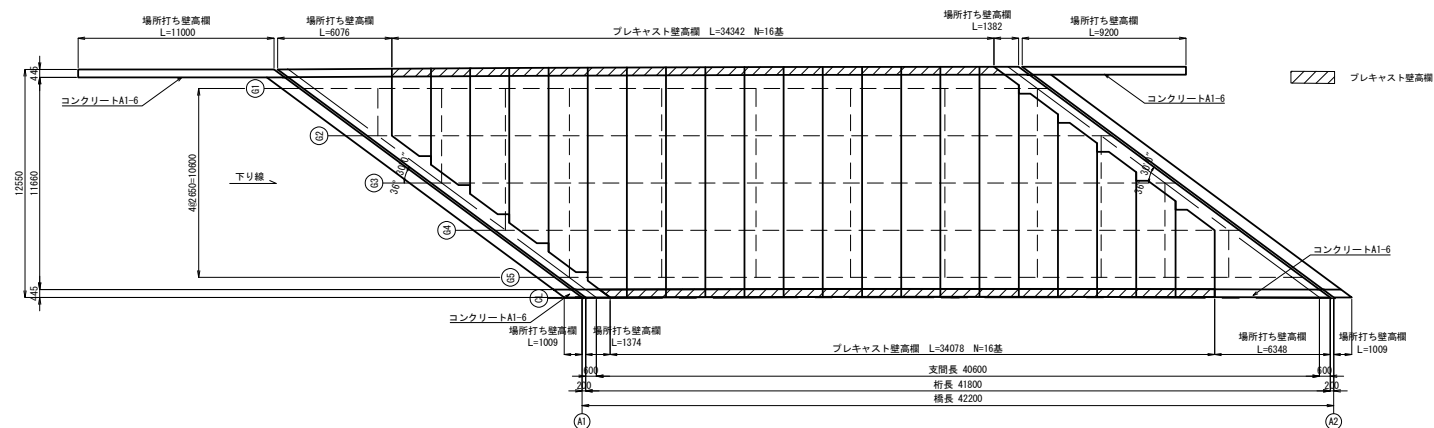 場所打ち壁高欄
L=11000
場所打ち壁高欄
L=6076
プレキャスト壁高欄 L=34342 N=16基
場所打ち壁高欄
L=1382
場所打ち壁高欄
L=9200
プレキャスト壁高欄
コンクリートA1-6
コンクリートA1-6
445
11660
445
12550
4@2650=10600
下り線
G1
G2
G3
G4
G5
CL
36° 30′0″
36° 30′0″
コンクリートA1-6
コンクリートA1-6
場所打ち壁高欄
L=1009
場所打ち壁高欄
L=1374
プレキャスト壁高欄 L=34078 N=16基
場所打ち壁高欄
L=6348
場所打ち壁高欄
L=1009
600
支間長 40600
600
200
桁長 41800
200
橋長 42200
A1
A2